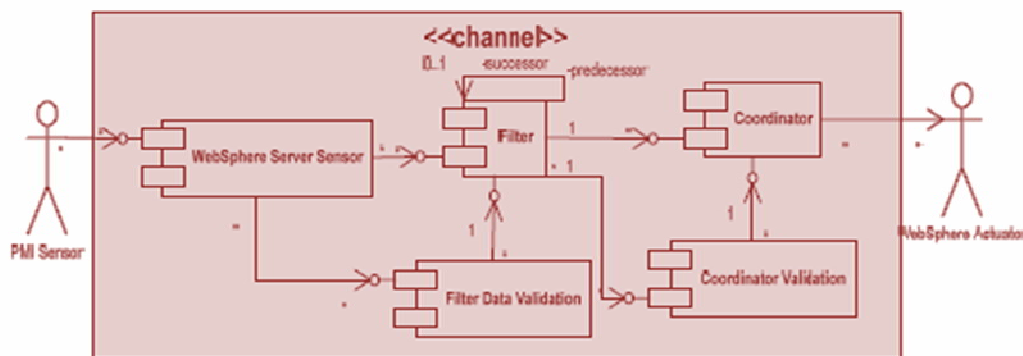 <<channel>>
0..1
-successor
-predecessor
Filter
1
Coordinator
WebSphere Server Sensor
* 1
PMI Sensor
WebSphere Actuator
1
1
Filter Data Validation
Coordinator Validation